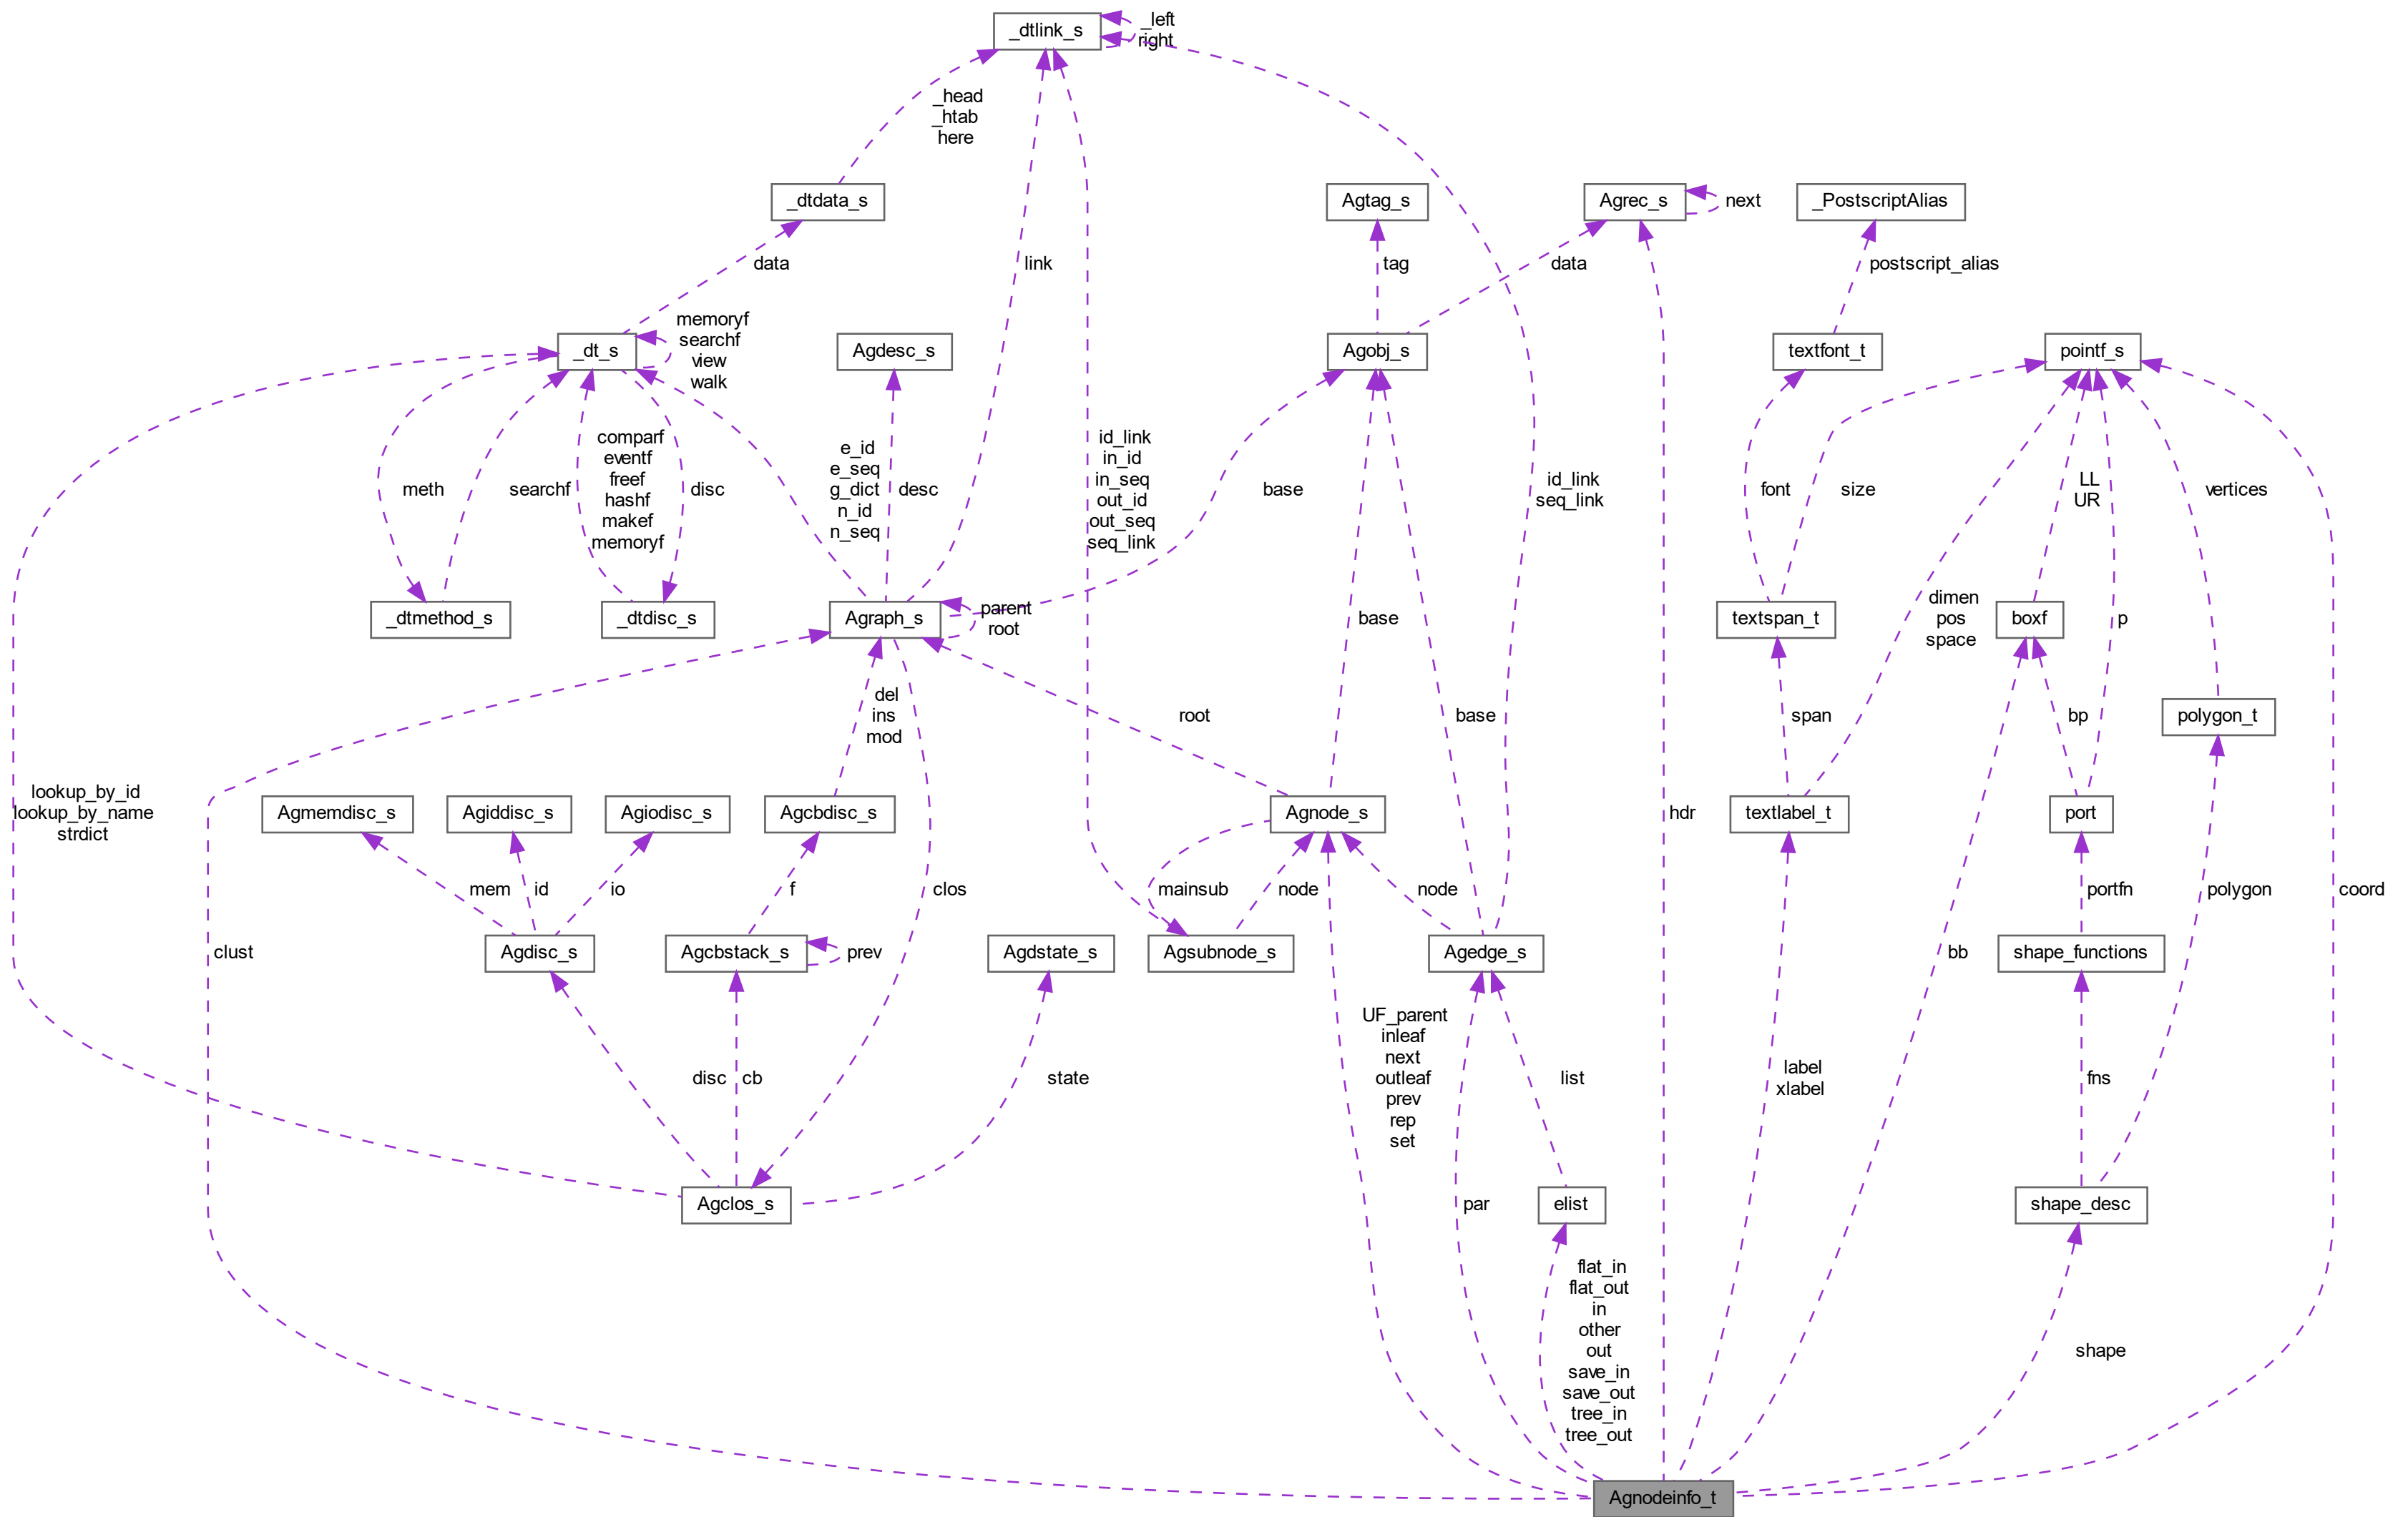 _dtlink_s
_left
right
_head
_htab
here
_dtdata_s
Agtag_s
Agrec_s
next
_PostscriptAlias
data
link
tag
data
postscript_alias
_dt_s
memoryf
searchf
view
walk
Agdesc_s
Agobj_s
textfont_t
pointf_s
meth
searchf
comparf
eventf
freef
hashf
makef
memoryf
disc
e_id
e_seq
g_dict
n_id
n_seq
desc
id_link
in_id
in_seq
out_id
out_seq
seq_link
base
id_link
seq_link
font
size
LL
UR
vertices
_dtmethod_s
_dtdisc_s
Agraph_s
parent
root
base
textspan_t
dimen
pos
space
boxf
p
del
ins
mod
root
base
span
bp
polygon_t
lookup_by_id
lookup_by_name
strdict
Agmemdisc_s
Agiddisc_s
Agiodisc_s
Agcbdisc_s
Agnode_s
hdr
textlabel_t
port
mem
id
io
f
clos
mainsub
node
node
portfn
polygon
coord
clust
Agdisc_s
Agcbstack_s
prev
Agdstate_s
Agsubnode_s
Agedge_s
bb
shape_functions
disc
cb
state
UF_parent
inleaf
next
outleaf
prev
rep
set
list
label
xlabel
fns
Agclos_s
par
elist
shape_desc
flat_in
flat_out
in
other
out
save_in
save_out
tree_in
tree_out
shape
Agnodeinfo_t